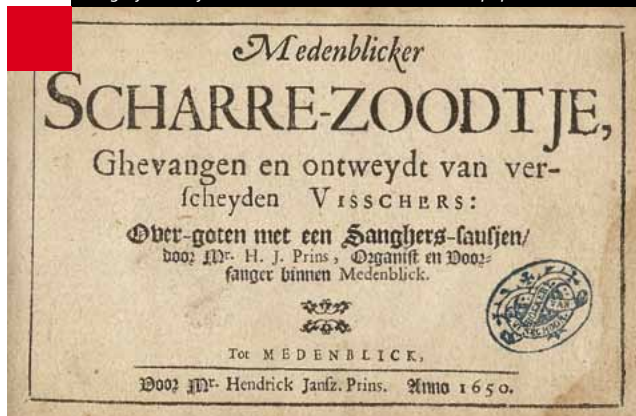 Medenblicker
SCHARRE-ZOODTJE,
Ghevangen en ontweydt van ver-
scheyden VISSCHERS:
Over-goten met een Sanghers-sausjen/
door Mr. H. J. Prins, Organist en Voor-
sanger binnen Medenblick.
Tot MEDENBLICK,
Voor Mr. Hendrick Jansz. Prins. Anno 1650.